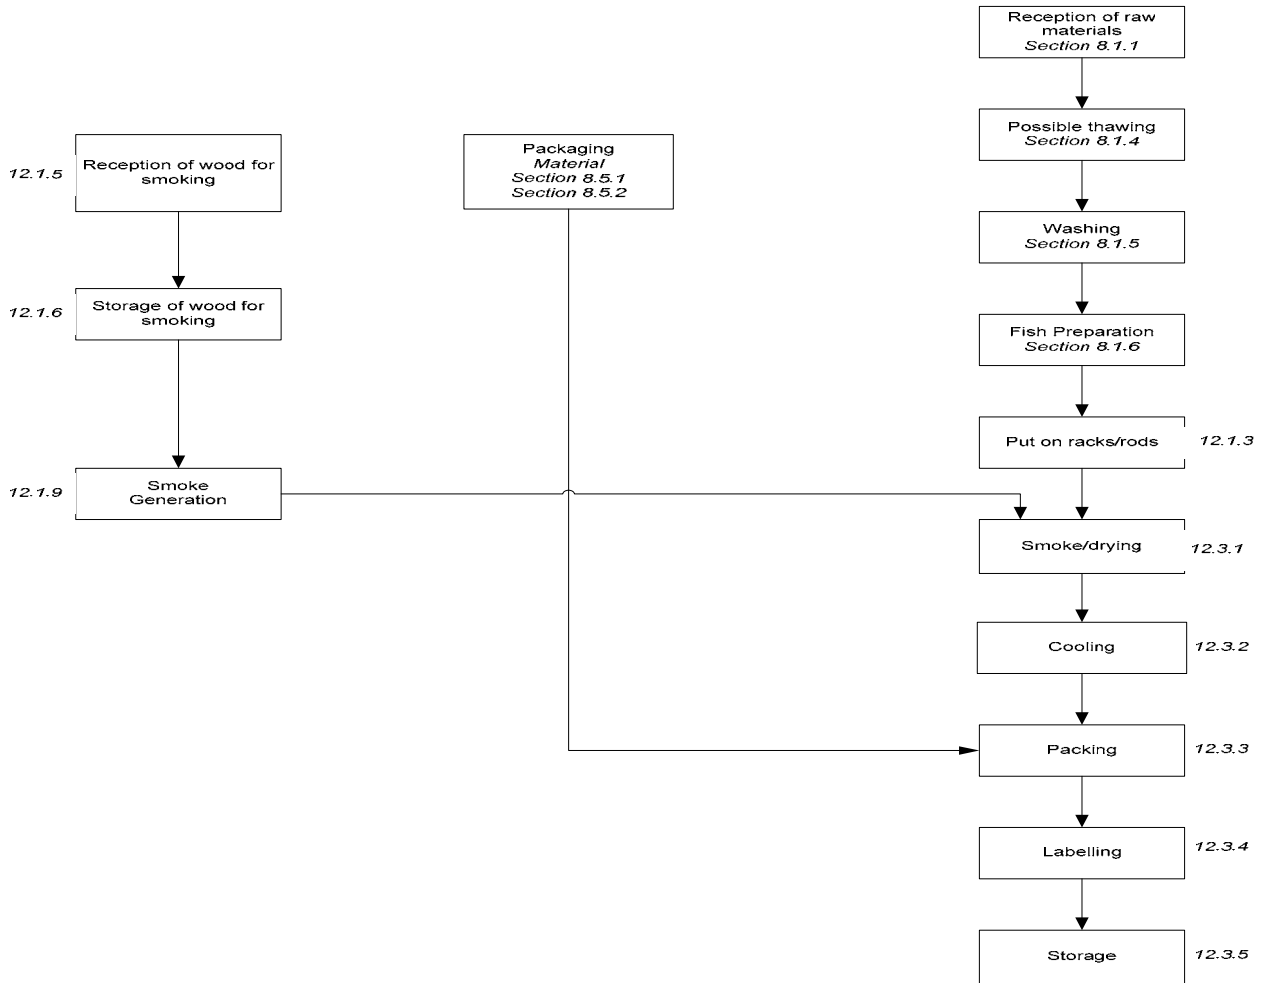 Reception of raw
materials
Section 8.1.1
Possible thawing
Section 8.1.4
12.1.5
Reception of wood for
smoking
Packaging
Material
Section 8.5.1
Section 8.5.2
Washing
Section 8.1.5
12.1.6
Storage of wood for
smoking
Fish Preparation
Section 8.1.6
Put on racks/rods
12.1.3
12.1.9
Smoke
Generation
Smoke/drying
12.3.1
Cooling
12.3.2
Packing
12.3.3
Labelling
12.3.4
Storage
12.3.5